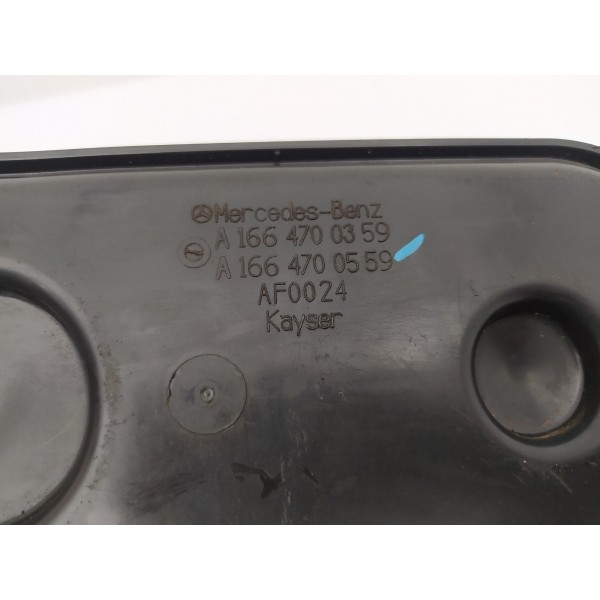 Mercedes-Benz
A 166 470 03 59
A 166 470 05 59
AF0024
Kayser